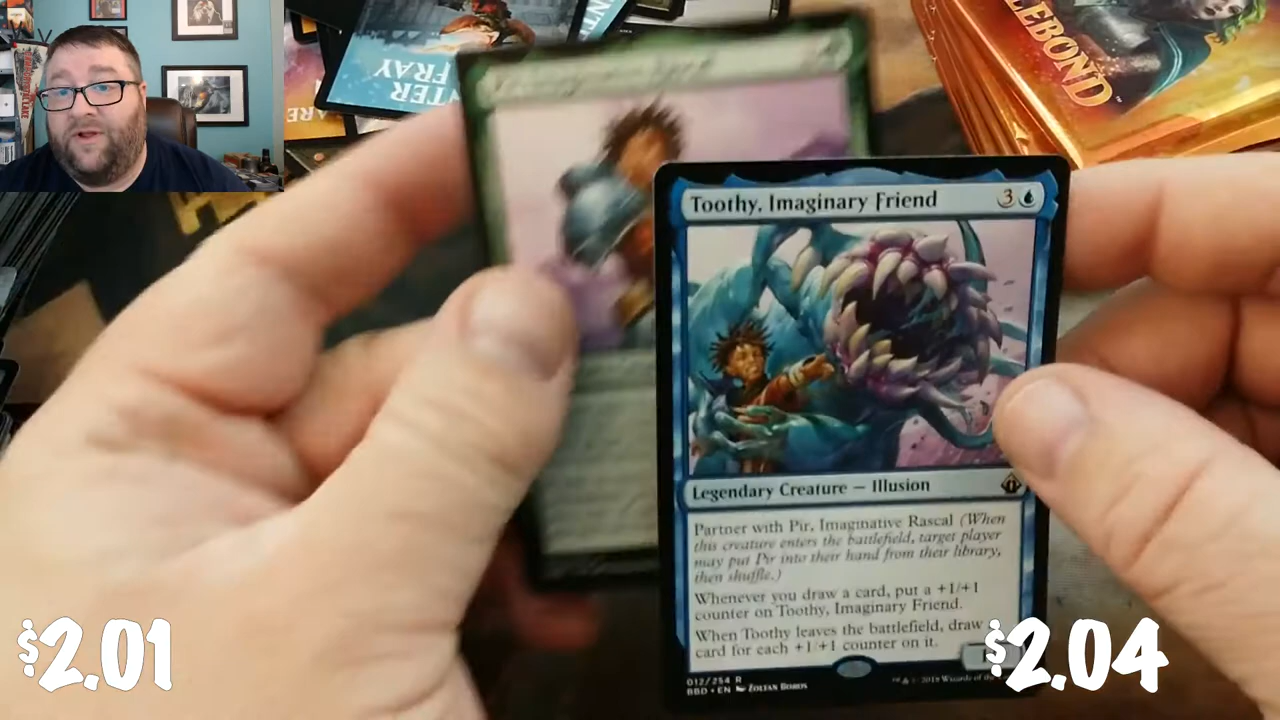 NTER
FRAY
LEBOND
Toothy, Imaginary Friend 3
Legendary Creature — Illusion
Partner with Pir, Imaginative Rascal (When
this creature enters the battlefield, target player
may put Pir into their hand from their library,
then shuffle.)
Whenever you draw a card, put a +1/+1
counter on Toothy, Imaginary Friend.
When Toothy leaves the battlefield, draw
card for each +1/+1 counter on it.
012/254 R
BBD • EN ZOLTAN BOROS
$2.01
$2.04